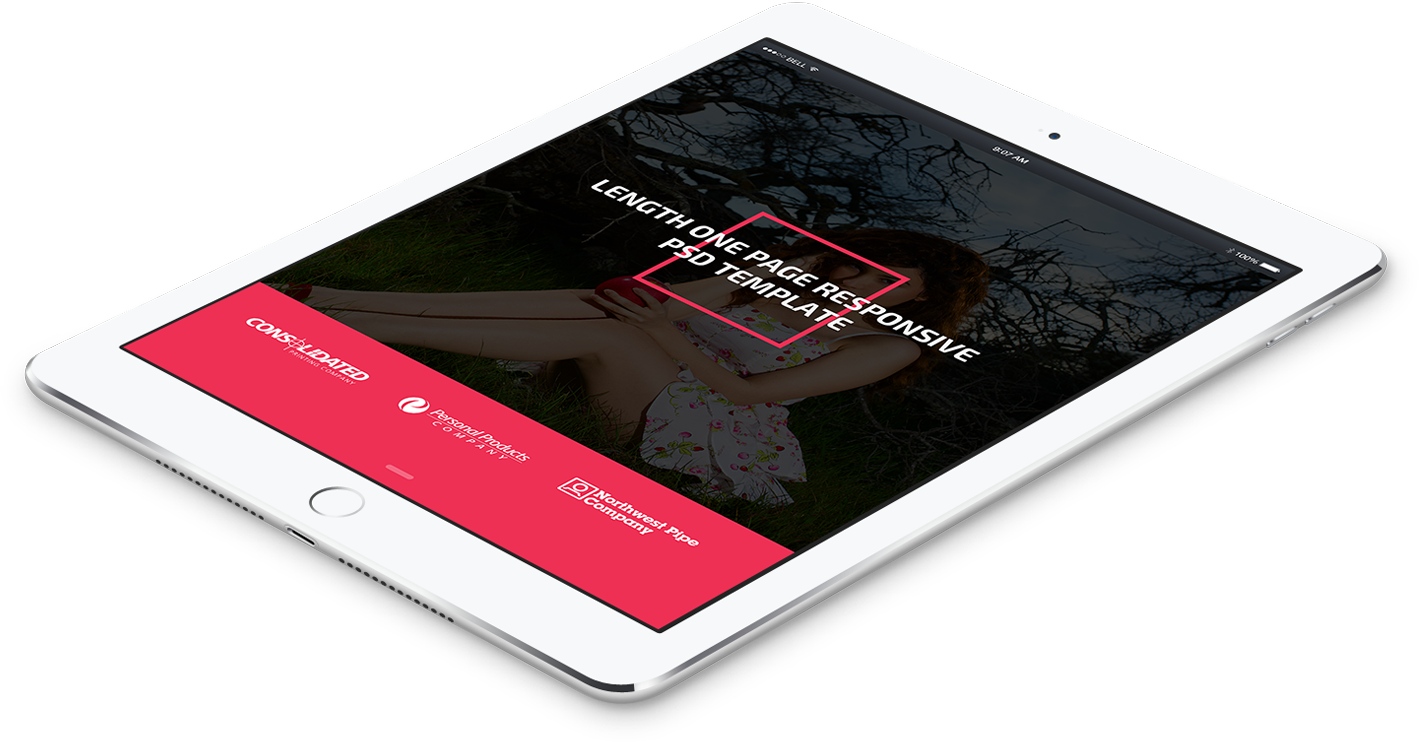 BELL
9:07 AM
100%
LENGTH ONE PAGE RESPONSIVE
PSD TEMPLATE
CONSOLIDATED
PRINTING COMPANY
Personal Products
COMPANY
Northwest Pipe
Company